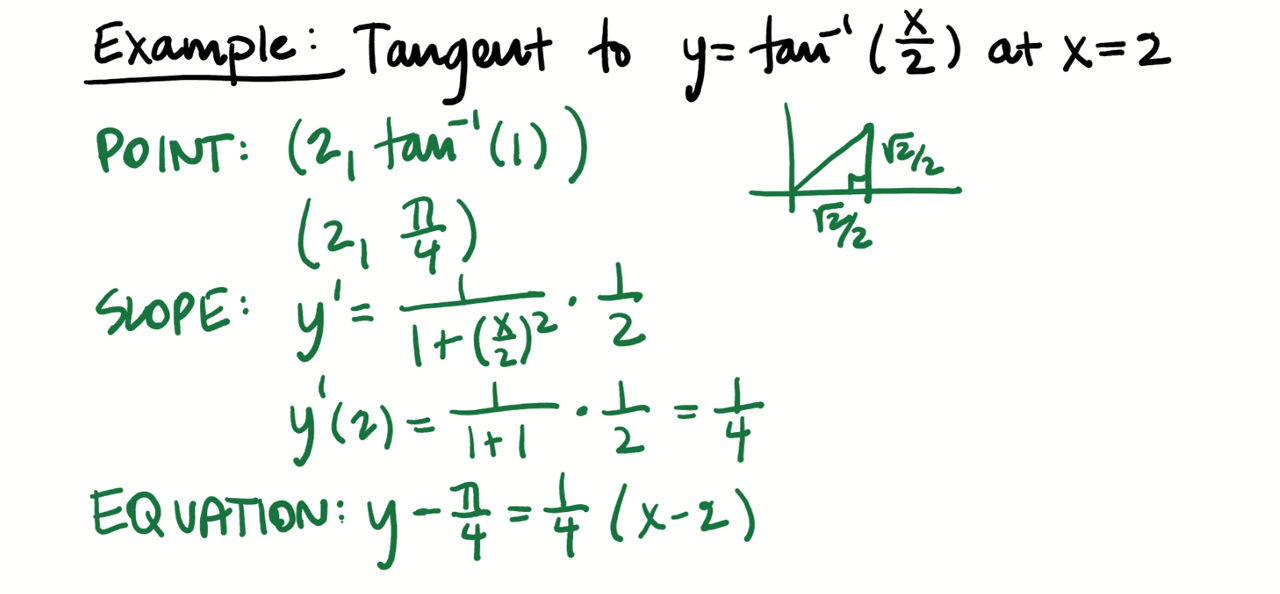 Example: Tangent to y = tan⁻¹ (x/2) at x = 2
POINT: (2, tan⁻¹(1))
√2/2
(2, π/4)
√2/2
SLOPE: y' = 1/(1+(x/2)²) · 1/2
y'(2) = 1/(1+1) · 1/2 = 1/4
EQUATION: y - π/4 = 1/4 (x-2)